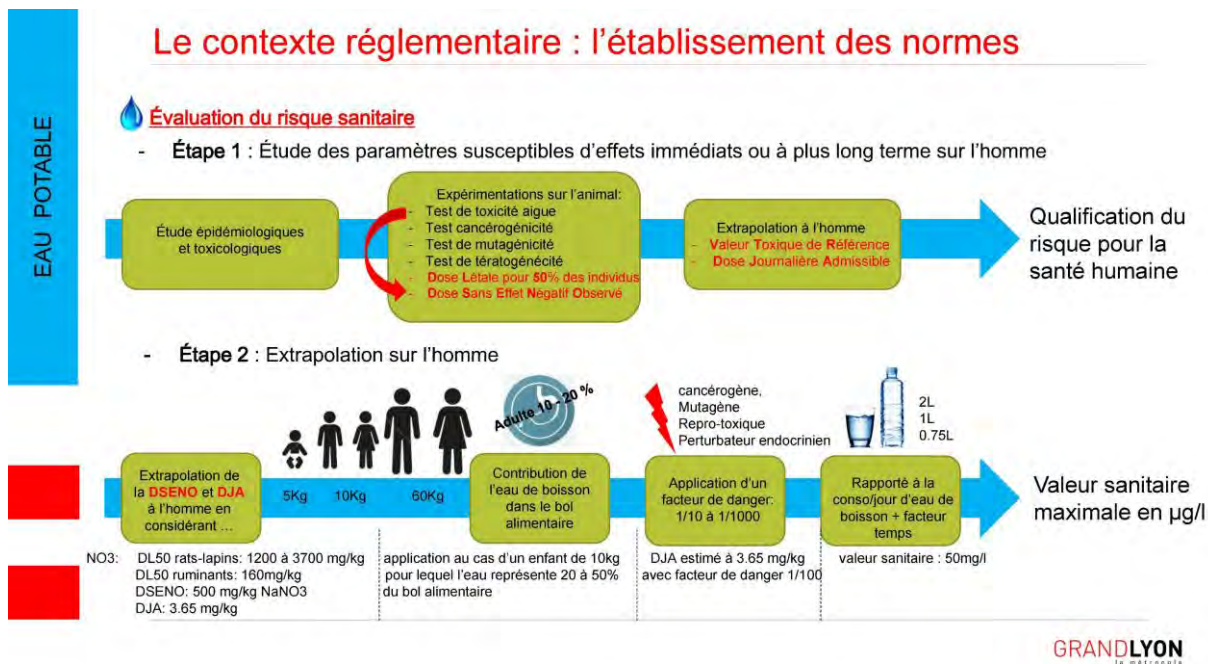 Le contexte réglementaire : l'établissement des normes
EAU POTABLE
Évaluation du risque sanitaire
- Étape 1 : Étude des paramètres susceptibles d'effets immédiats ou à plus long terme sur l'homme
Étude épidémiologiques
et toxicologiques
Expérimentations sur l'animal:
- Test de toxicité aigue
- Test cancérogénicité
- Test de mutagénicité
- Test de tératogénécité
- Dose Létale pour 50% des individus
- Dose Sans Effet Négatif Observé
Extrapolation à l'homme
- Valeur Toxique de Référence
- Dose Journalière Admissible
Qualification du
risque pour la
santé humaine
- Étape 2 : Extrapolation sur l'homme
Extrapolation de
la DSENO et DJA
à l'homme en
considérant ...
5Kg
10Kg
60Kg
Adulte 10 - 20 %
Contribution de
l'eau de boisson
dans le bol
alimentaire
cancérogène,
Mutagène
Repro-toxique
Perturbateur endocrinien
Application d'un
facteur de danger:
1/10 à 1/1000
2L
1L
0.75L
Rapporté à la
conso/jour d'eau de
boisson + facteur
temps
Valeur sanitaire
maximale en µg/l
NO3: DL50 rats-lapins: 1200 à 3700 mg/kg
DL50 ruminants: 160mg/kg
DSENO: 500 mg/kg NaNO3
DJA: 3.65 mg/kg
application au cas d'un enfant de 10kg
pour lequel l'eau représente 20 à 50%
du bol alimentaire
DJA estimé à 3.65 mg/kg
avec facteur de danger 1/100
valeur sanitaire : 50mg/l
GRANDLYON
la métropole